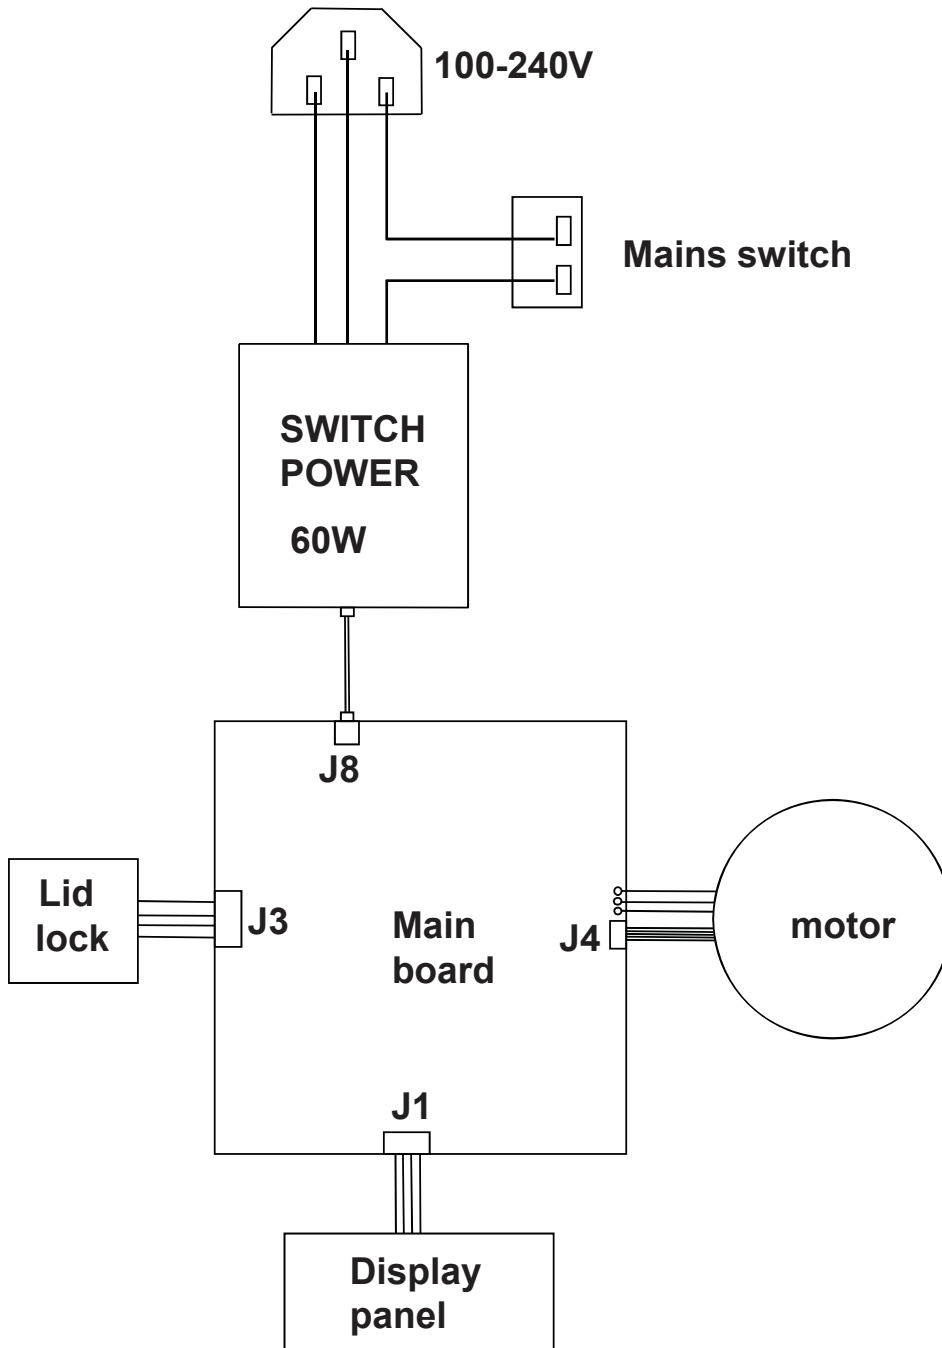 100-240V
Mains switch
SWITCH
POWER
60W
J8
Lid
lock
J3
Main
board
J4
motor
J1
Display
panel